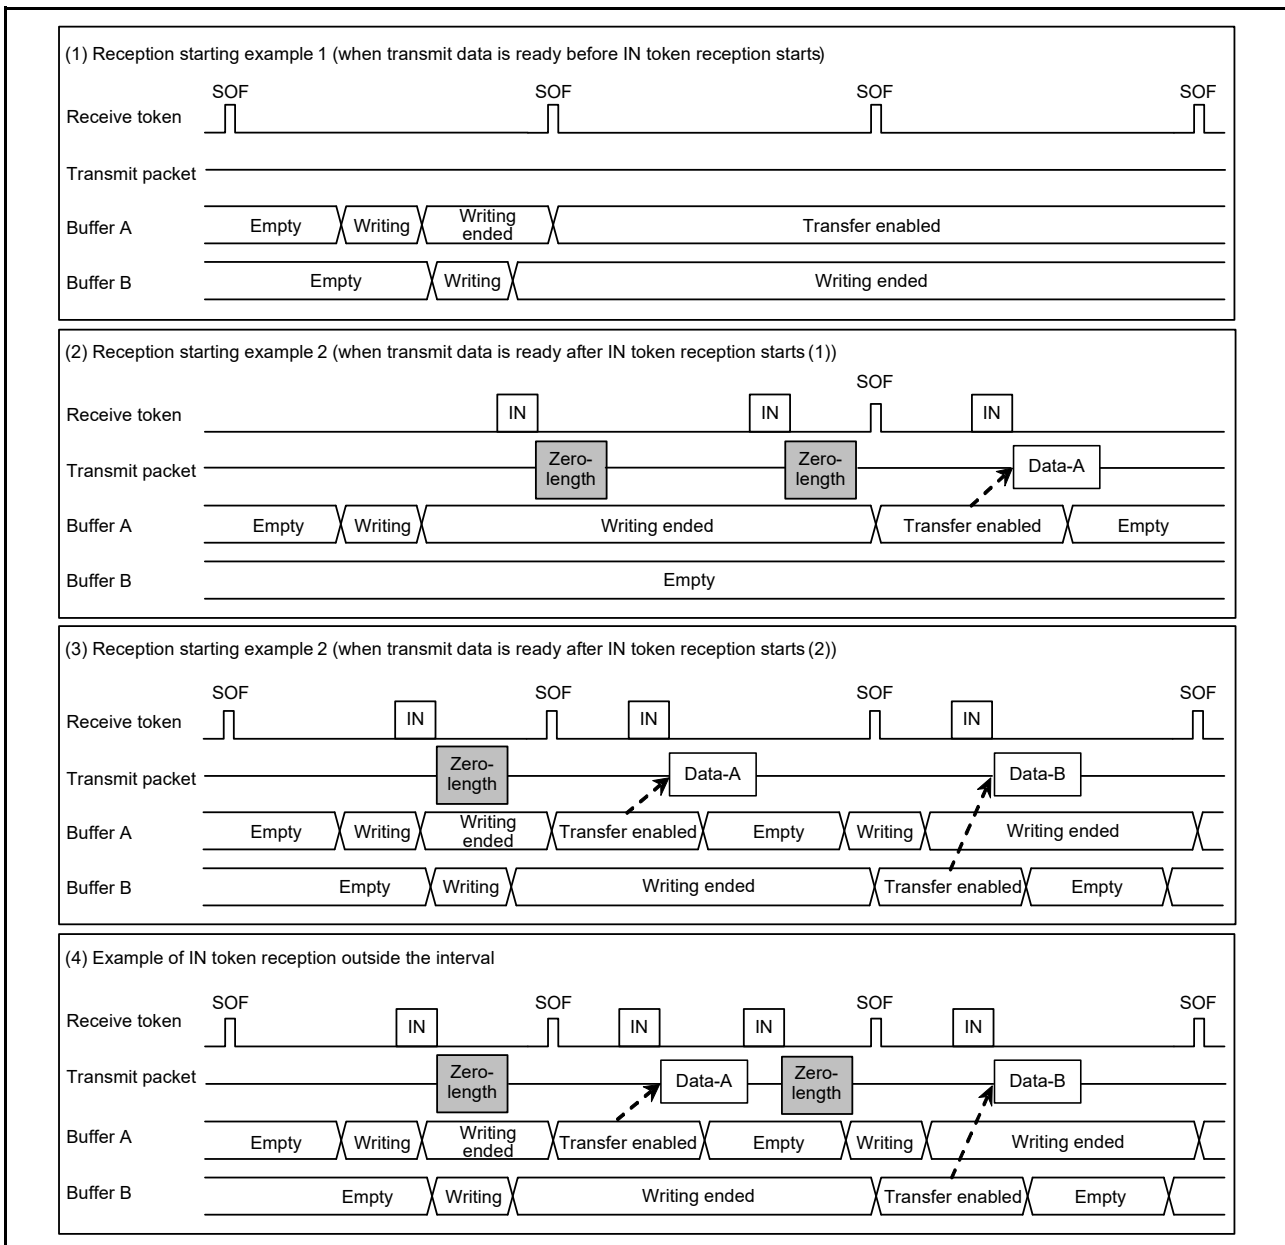 (1) Reception starting example 1 (when transmit data is ready before IN token reception starts)
SOF SOF SOF SOF
Receive token
Transmit packet
Buffer A Empty Writing Writing ended Transfer enabled
Buffer B Empty Writing Writing ended
(2) Reception starting example 2 (when transmit data is ready after IN token reception starts (1))
SOF
Receive token IN IN IN
Transmit packet Zero-length Zero-length Data-A
Buffer A Empty Writing Writing ended Transfer enabled Empty
Buffer B Empty
(3) Reception starting example 2 (when transmit data is ready after IN token reception starts (2))
SOF SOF SOF SOF
Receive token IN IN IN
Transmit packet Zero-length Data-A Data-B
Buffer A Empty Writing Writing ended Transfer enabled Empty Writing Writing ended
Buffer B Empty Writing Writing ended Transfer enabled Empty
(4) Example of IN token reception outside the interval
SOF SOF SOF SOF
Receive token IN IN IN IN
Transmit packet Zero-length Data-A Zero-length Data-B
Buffer A Empty Writing Writing ended Transfer enabled Empty Writing Writing ended
Buffer B Empty Writing Writing ended Transfer enabled Empty